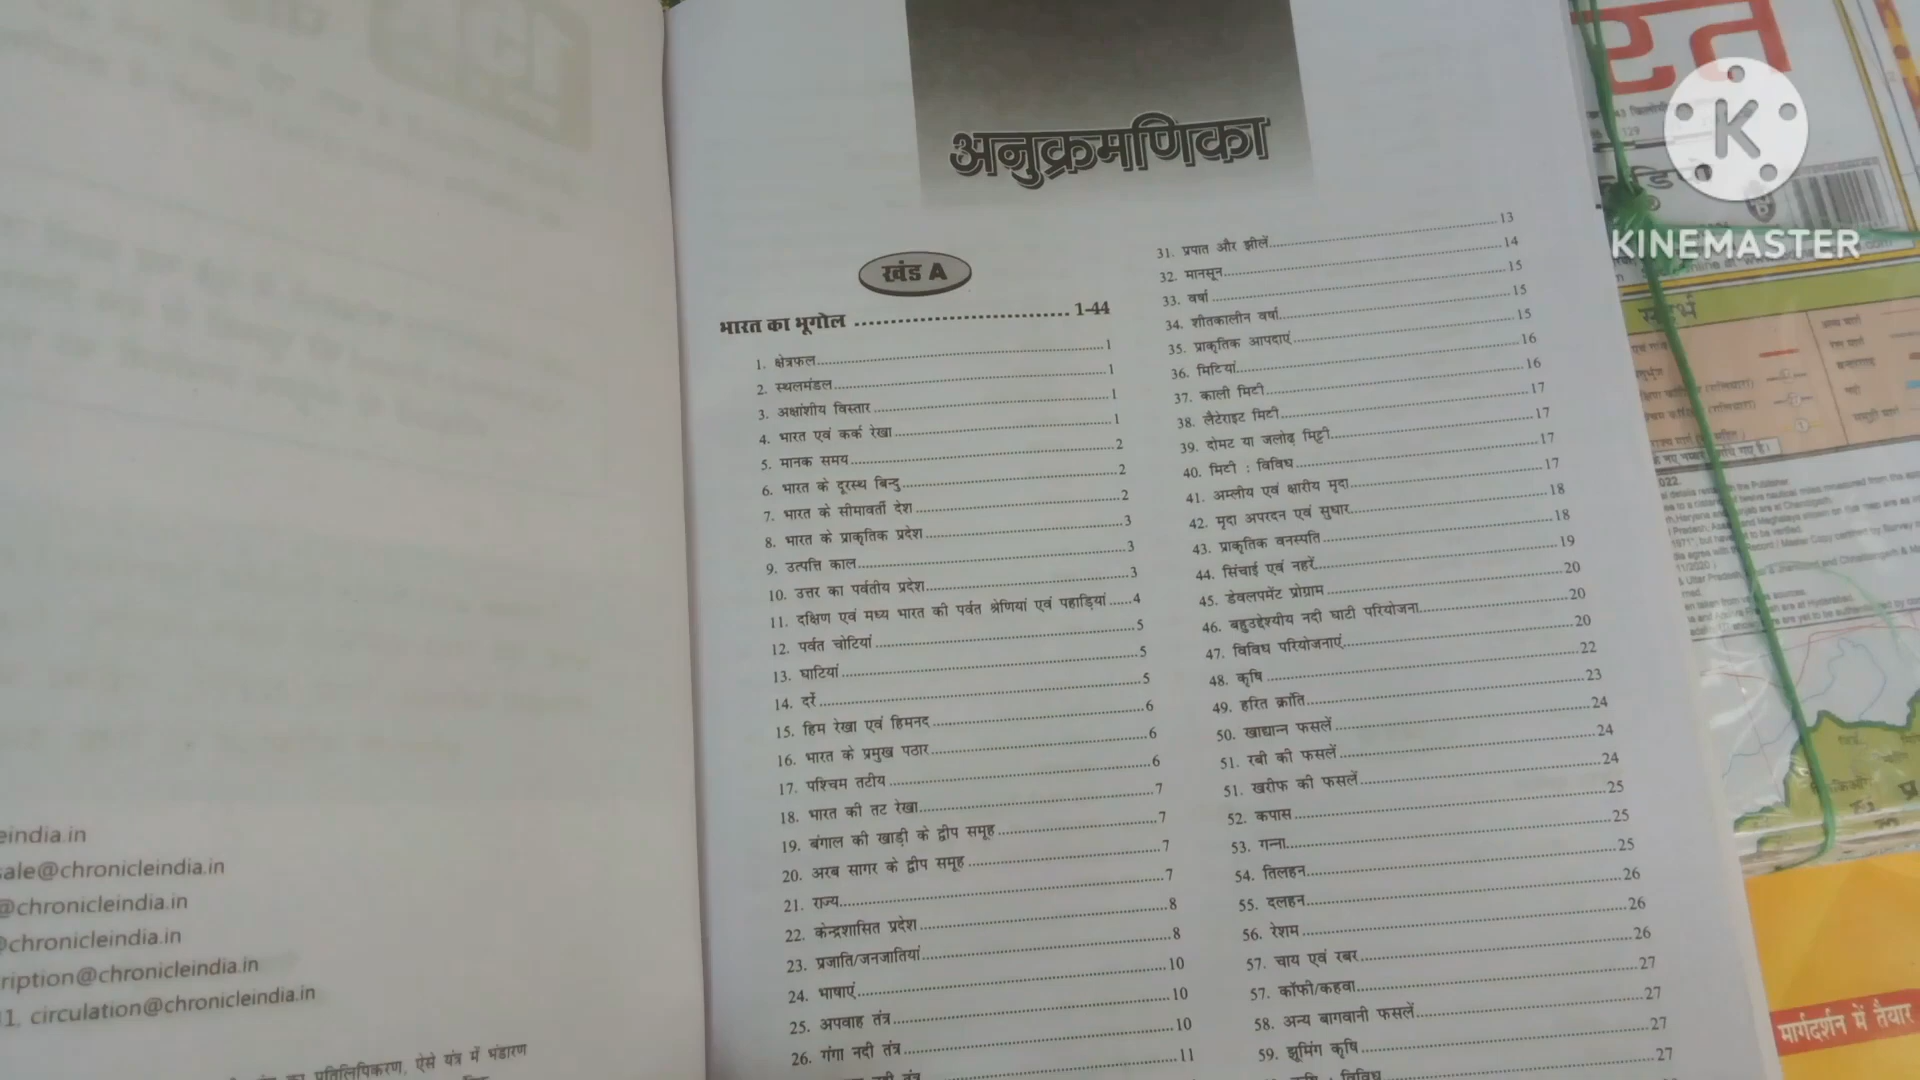 अनुक्रमणिका
खंड A
भारत का भूगोल ........ 1-44
1. क्षेत्रफल ........ 1
2. स्थलमंडल ........ 1
3. अक्षांशीय विस्तार ........ 1
4. भारत एवं कर्क रेखा ........ 1
5. मानक समय ........ 2
6. भारत के दूरस्थ बिन्दु ........ 2
7. भारत के सीमावर्ती देश ........ 2
8. भारत के प्राकृतिक प्रदेश ........ 3
9. उत्पत्ति काल ........ 3
10. उत्तर का पर्वतीय प्रदेश ........ 3
11. दक्षिण एवं मध्य भारत की पर्वत श्रेणियां एवं पहाड़ियां ...... 4
12. पर्वत चोटियां ........ 5
13. घाटियां ........ 5
14. दर्रे ........ 5
15. हिम रेखा एवं हिमनद ........ 6
16. भारत के प्रमुख पठार ........ 6
17. पश्चिम तटीय ........ 6
18. भारत की तट रेखा ........ 7
19. बंगाल की खाड़ी के द्वीप समूह ........ 7
20. अरब सागर के द्वीप समूह ........ 7
21. राज्य ........ 7
22. केन्द्रशासित प्रदेश ........ 8
23. प्रजाति/जनजातियां ........ 8
24. भाषाएं ........ 10
25. अपवाह तंत्र ........ 10
26. गंगा नदी तंत्र ........ 10
नदी तंत्र ........ 11
31. प्रपात और झीलें ........ 13
32. मानसून ........ 14
33. वर्षा ........ 15
34. शीतकालीन वर्षा ........ 15
35. प्राकृतिक आपदाएं ........ 15
36. मिटियां ........ 16
37. काली मिटी ........ 16
38. लैटेराइट मिटी ........ 17
39. दोमट या जलोढ़ मिट्टी ........ 17
40. मिटी : विविध ........ 17
41. अम्लीय एवं क्षारीय मृदा ........ 17
42. मृदा अपरदन एवं सुधार ........ 18
43. प्राकृतिक वनस्पति ........ 18
44. सिंचाई एवं नहरें ........ 19
45. डेवलपमेंट प्रोग्राम ........ 20
46. बहुउद्देश्यीय नदी घाटी परियोजना ........ 20
47. विविध परियोजनाएं ........ 20
48. कृषि ........ 22
49. हरित क्रांति ........ 23
50. खाद्यान्न फसलें ........ 24
51. रबी की फसलें ........ 24
51. खरीफ की फसलें ........ 24
52. कपास ........ 25
53. गन्ना ........ 25
54. तिलहन ........ 25
55. दलहन ........ 26
56. रेशम ........ 26
57. चाय एवं रबर ........ 26
57. कॉफी/कहवा ........ 27
58. अन्य बागवानी फसलें ........ 27
59. झूमिंग कृषि ........ 27
कृषि : विविध ........ 27
eindia.in
sale@chronicleindia.in
@chronicleindia.in
@chronicleindia.in
ription@chronicleindia.in
11, circulation@chronicleindia.in
का प्रतिलिपिकरण, ऐसे यंत्र में भंडारण
रत
KINEMASTER
मार्गदर्शन में तैयार